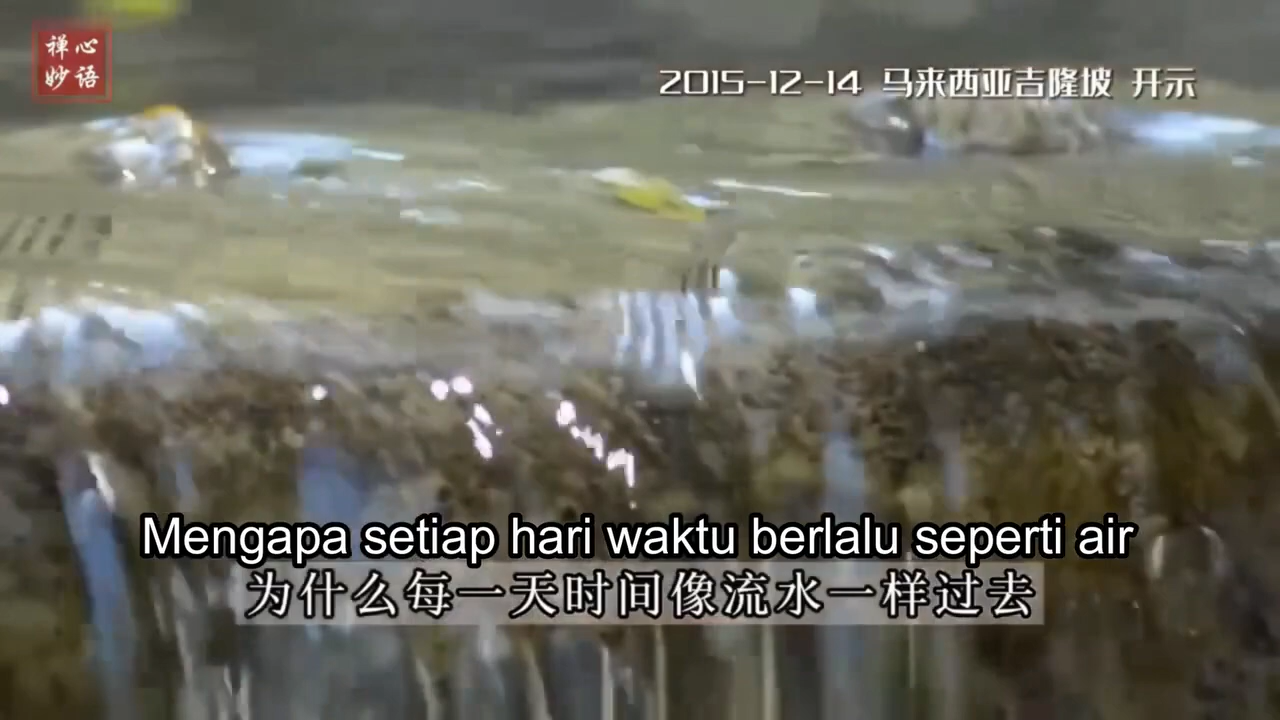 禅心
妙语
2015-12-14 马来西亚吉隆坡 开示
Mengapa setiap hari waktu berlalu seperti air
为什么每一天时间像流水一样过去